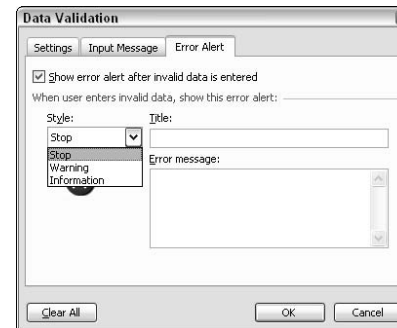 Data Validation
Settings Input Message Error Alert
Show error alert after invalid data is entered
When user enters invalid data, show this error alert:
Style: Title:
Stop
Stop
Error message:
Warning
Information
Clear All OK Cancel